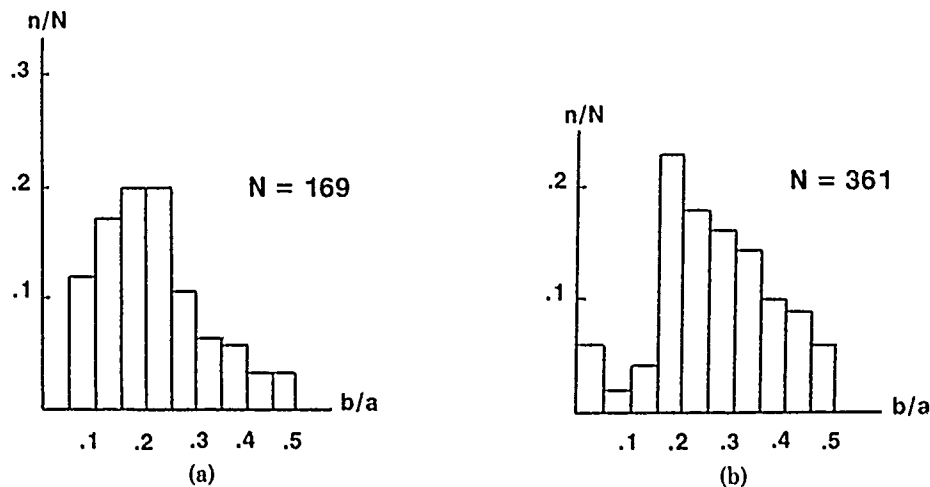 n/N
.3
.2
.1
N = 169
b/a
.1 .2 .3 .4 .5
(a)
n/N
.2
.1
N = 361
b/a
.1 .2 .3 .4 .5
(b)